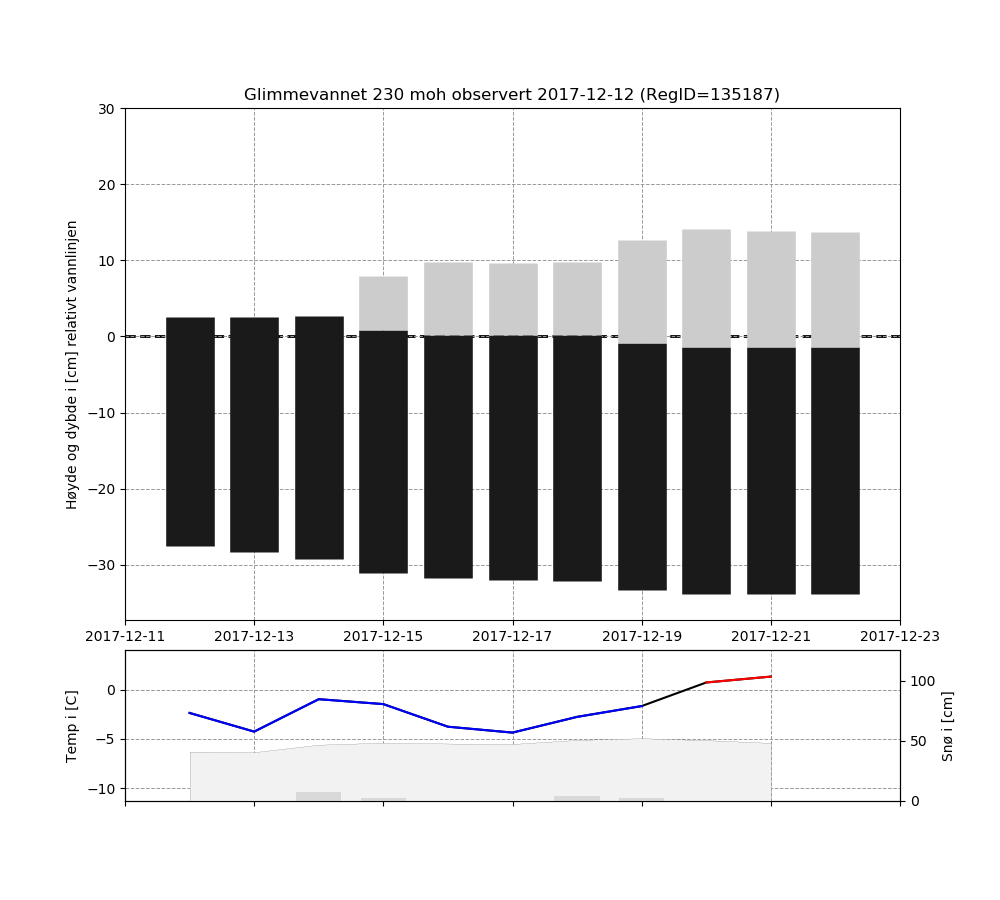 Glimmevannet 230 moh observert 2017-12-12 (RegID=135187)
Høyde og dybde i [cm] relativt vannlinjen
30
20
10
0
−10
−20
−30
2017-12-11 2017-12-13 2017-12-15 2017-12-17 2017-12-19 2017-12-21 2017-12-23
Temp i [C]
0
−5
−10
100
50
0
Snø i [cm]